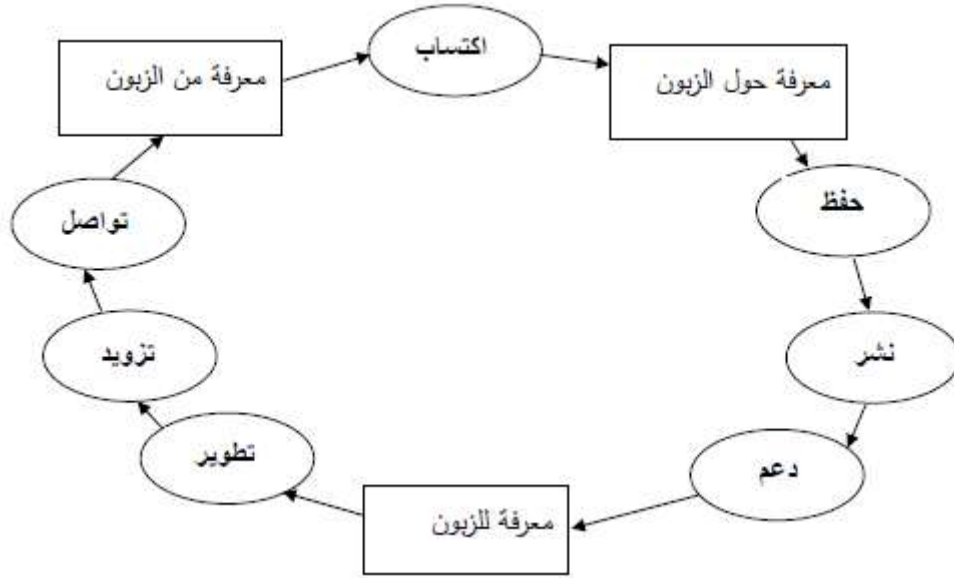 اكتساب
معرفة من الزبون
معرفة حول الزبون
حفظ
تواصل
نشر
تزويد
تطوير
دعم
معرفة للزبون